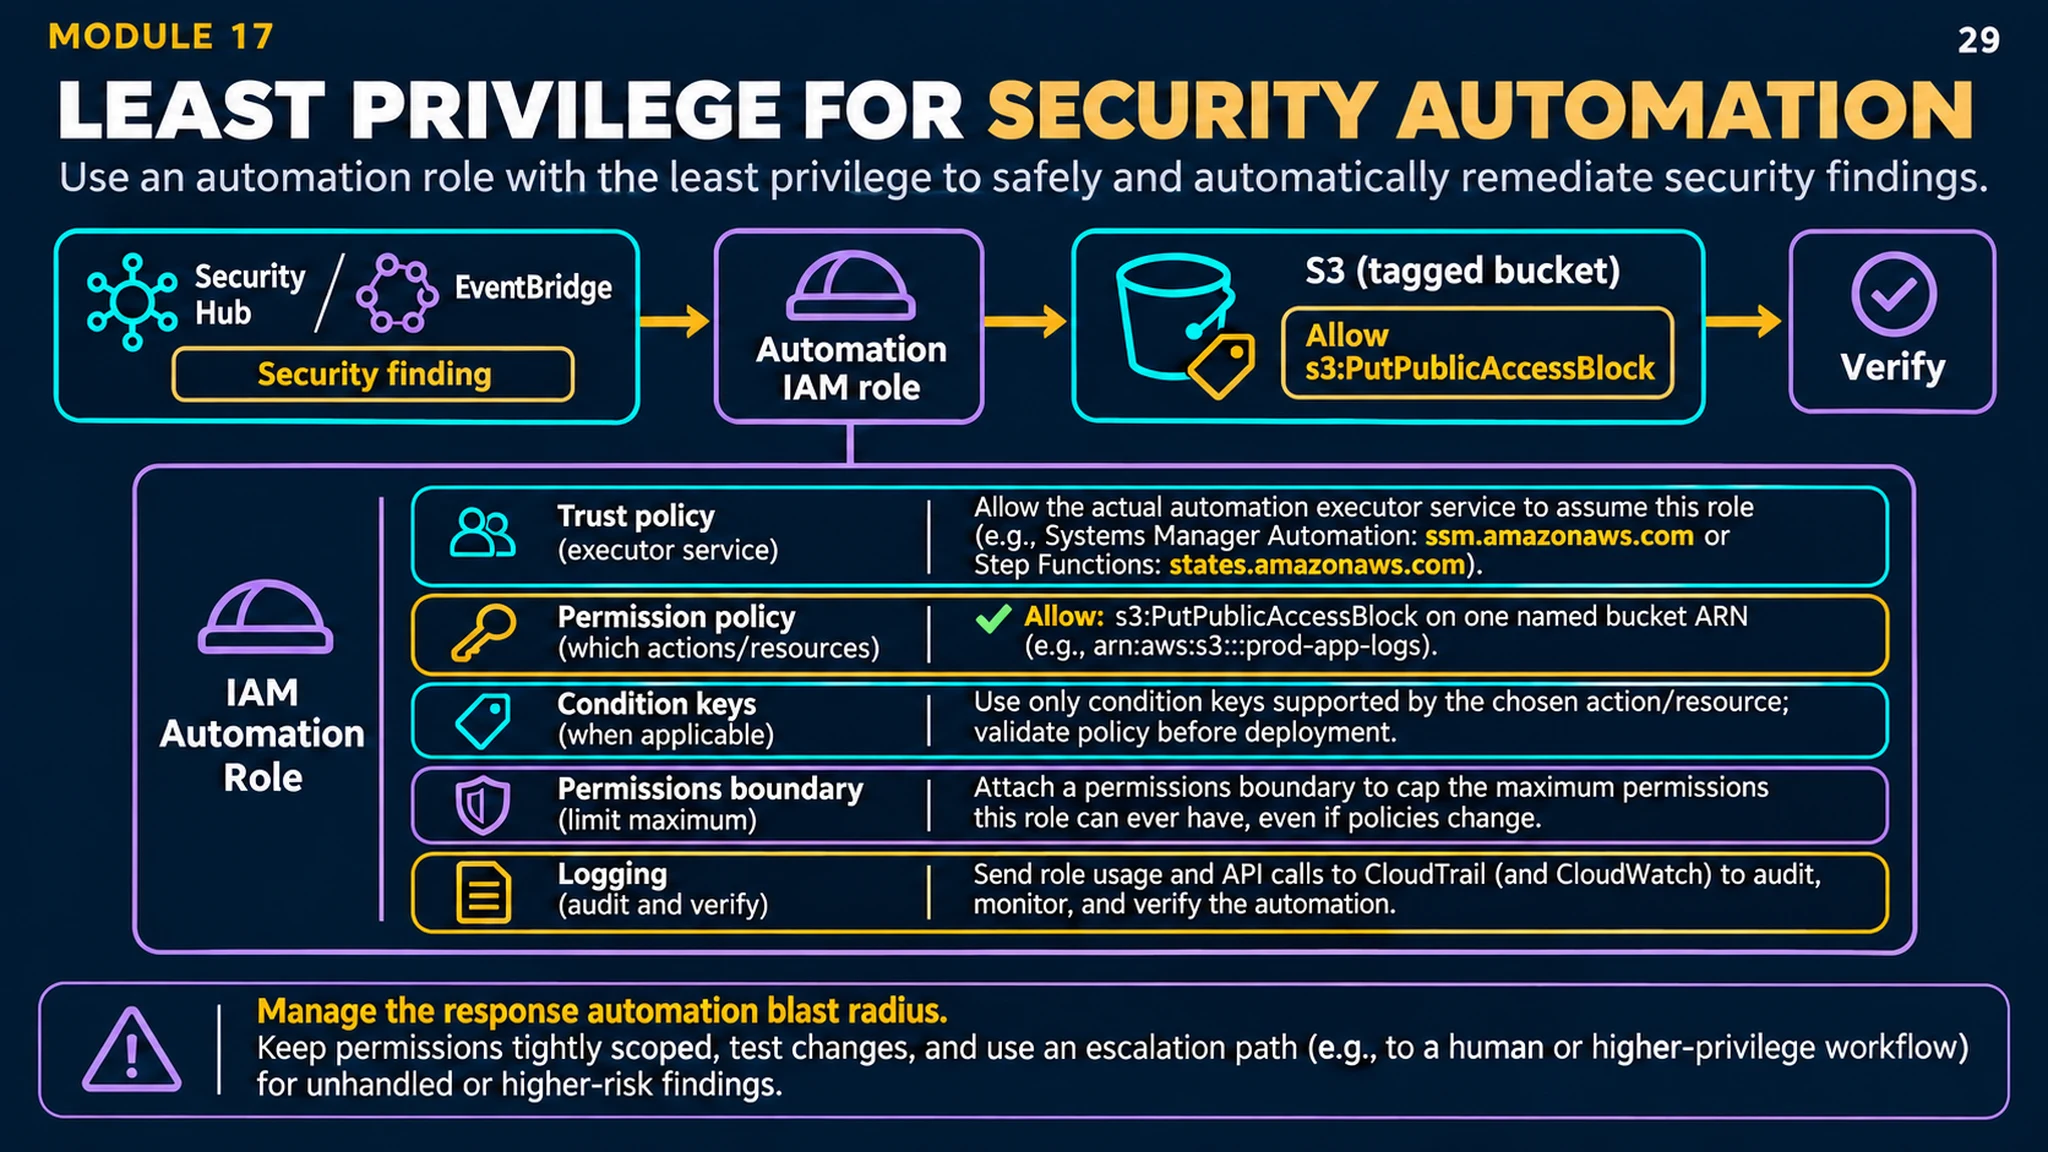 MODULE 17
29
LEAST PRIVILEGE FOR SECURITY AUTOMATION
Use an automation role with the least privilege to safely and automatically remediate security findings.
Security
Hub
EventBridge
Security finding
Automation
IAM role
S3 (tagged bucket)
Allow
s3:PutPublicAccessBlock
Verify
IAM
Automation
Role
Trust policy
(executor service)
Allow the actual automation executor service to assume this role
(e.g., Systems Manager Automation: ssm.amazonaws.com or
Step Functions: states.amazonaws.com).
Permission policy
(which actions/resources)
Allow: s3:PutPublicAccessBlock on one named bucket ARN
(e.g., arn:aws:s3:::prod-app-logs).
Condition keys
(when applicable)
Use only condition keys supported by the chosen action/resource;
validate policy before deployment.
Permissions boundary
(limit maximum)
Attach a permissions boundary to cap the maximum permissions
this role can ever have, even if policies change.
Logging
(audit and verify)
Send role usage and API calls to CloudTrail (and CloudWatch) to audit,
monitor, and verify the automation.
Manage the response automation blast radius.
Keep permissions tightly scoped, test changes, and use an escalation path (e.g., to a human or higher-privilege workflow)
for unhandled or higher-risk findings.